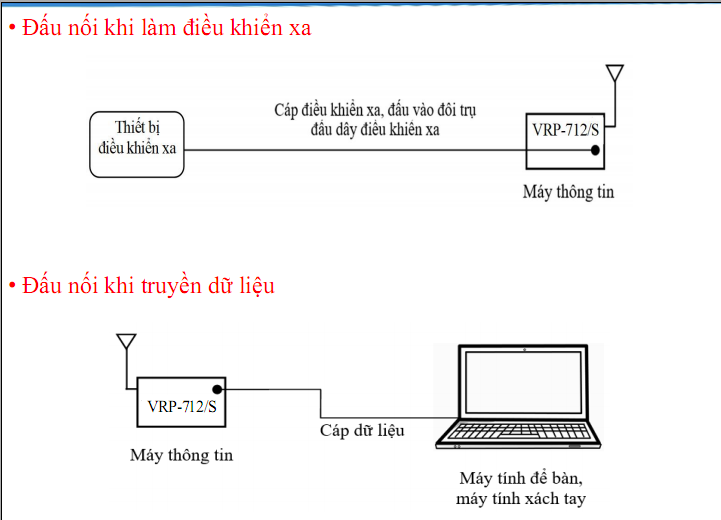 • Đấu nối khi làm điều khiển xa
Cáp điều khiển xa, đấu vào đôi trụ
đấu dây điều khiển xa
Thiết bị
điều khiển xa
VRP-712/S
Máy thông tin
• Đấu nối khi truyền dữ liệu
VRP-712/S
Cáp dữ liệu
Máy thông tin
Máy tính để bàn,
máy tính xách tay